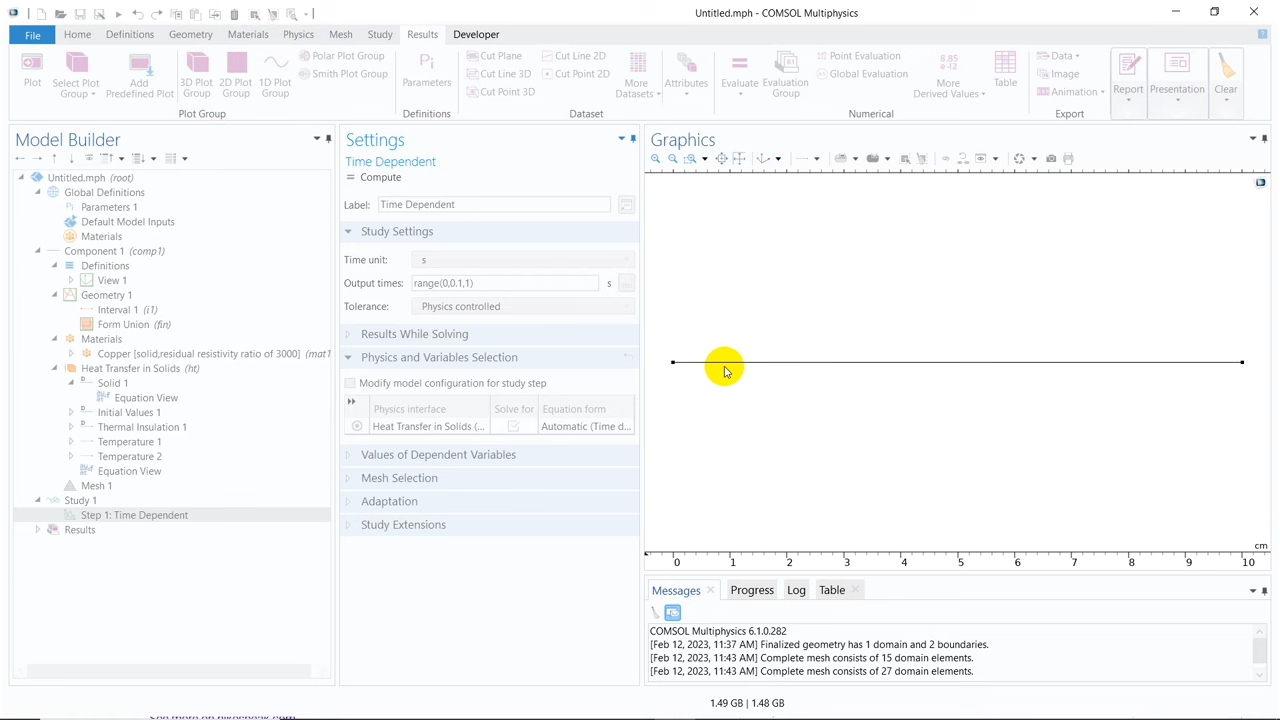 Untitled.mph - COMSOL Multiphysics
File Home Definitions Geometry Materials Physics Mesh Study Results Developer
Plot
Select Plot Group
Add Predefined Plot
3D Plot Group
2D Plot Group
1D Plot Group
Polar Plot Group
Smith Plot Group
Plot Group
Parameters
Definitions
Cut Plane
Cut Line 3D
Cut Point 3D
Cut Line 2D
Cut Point 2D
More Datasets
Attributes
Dataset
Evaluate
Evaluation Group
Point Evaluation
Global Evaluation
8.85 e-12
More Derived Values
Table
Numerical
Data
Image
Animation
Export
Report
Presentation
Clear
Model Builder
Untitled.mph (root)
Global Definitions
Parameters 1
Default Model Inputs
Materials
Component 1 (comp1)
Definitions
View 1
Geometry 1
Interval 1 (i1)
Form Union (fin)
Materials
Copper [solid,residual resistivity ratio of 3000] (mat1
Heat Transfer in Solids (ht)
Solid 1
Equation View
Initial Values 1
Thermal Insulation 1
Temperature 1
Temperature 2
Equation View
Mesh 1
Study 1
Step 1: Time Dependent
Results
Settings
Time Dependent
Compute
Label: Time Dependent
Study Settings
Time unit: s
Output times: range(0,0.1,1) s
Tolerance: Physics controlled
Results While Solving
Physics and Variables Selection
Modify model configuration for study step
Physics interface Solve for Equation form
Heat Transfer in Solids (... Automatic (Time d...
Values of Dependent Variables
Mesh Selection
Adaptation
Study Extensions
Graphics
cm
0 1 2 3 4 5 6 7 8 9 10
Messages Progress Log Table
COMSOL Multiphysics 6.1.0.282
[Feb 12, 2023, 11:37 AM] Finalized geometry has 1 domain and 2 boundaries.
[Feb 12, 2023, 11:43 AM] Complete mesh consists of 15 domain elements.
[Feb 12, 2023, 11:43 AM] Complete mesh consists of 27 domain elements.
1.49 GB | 1.48 GB